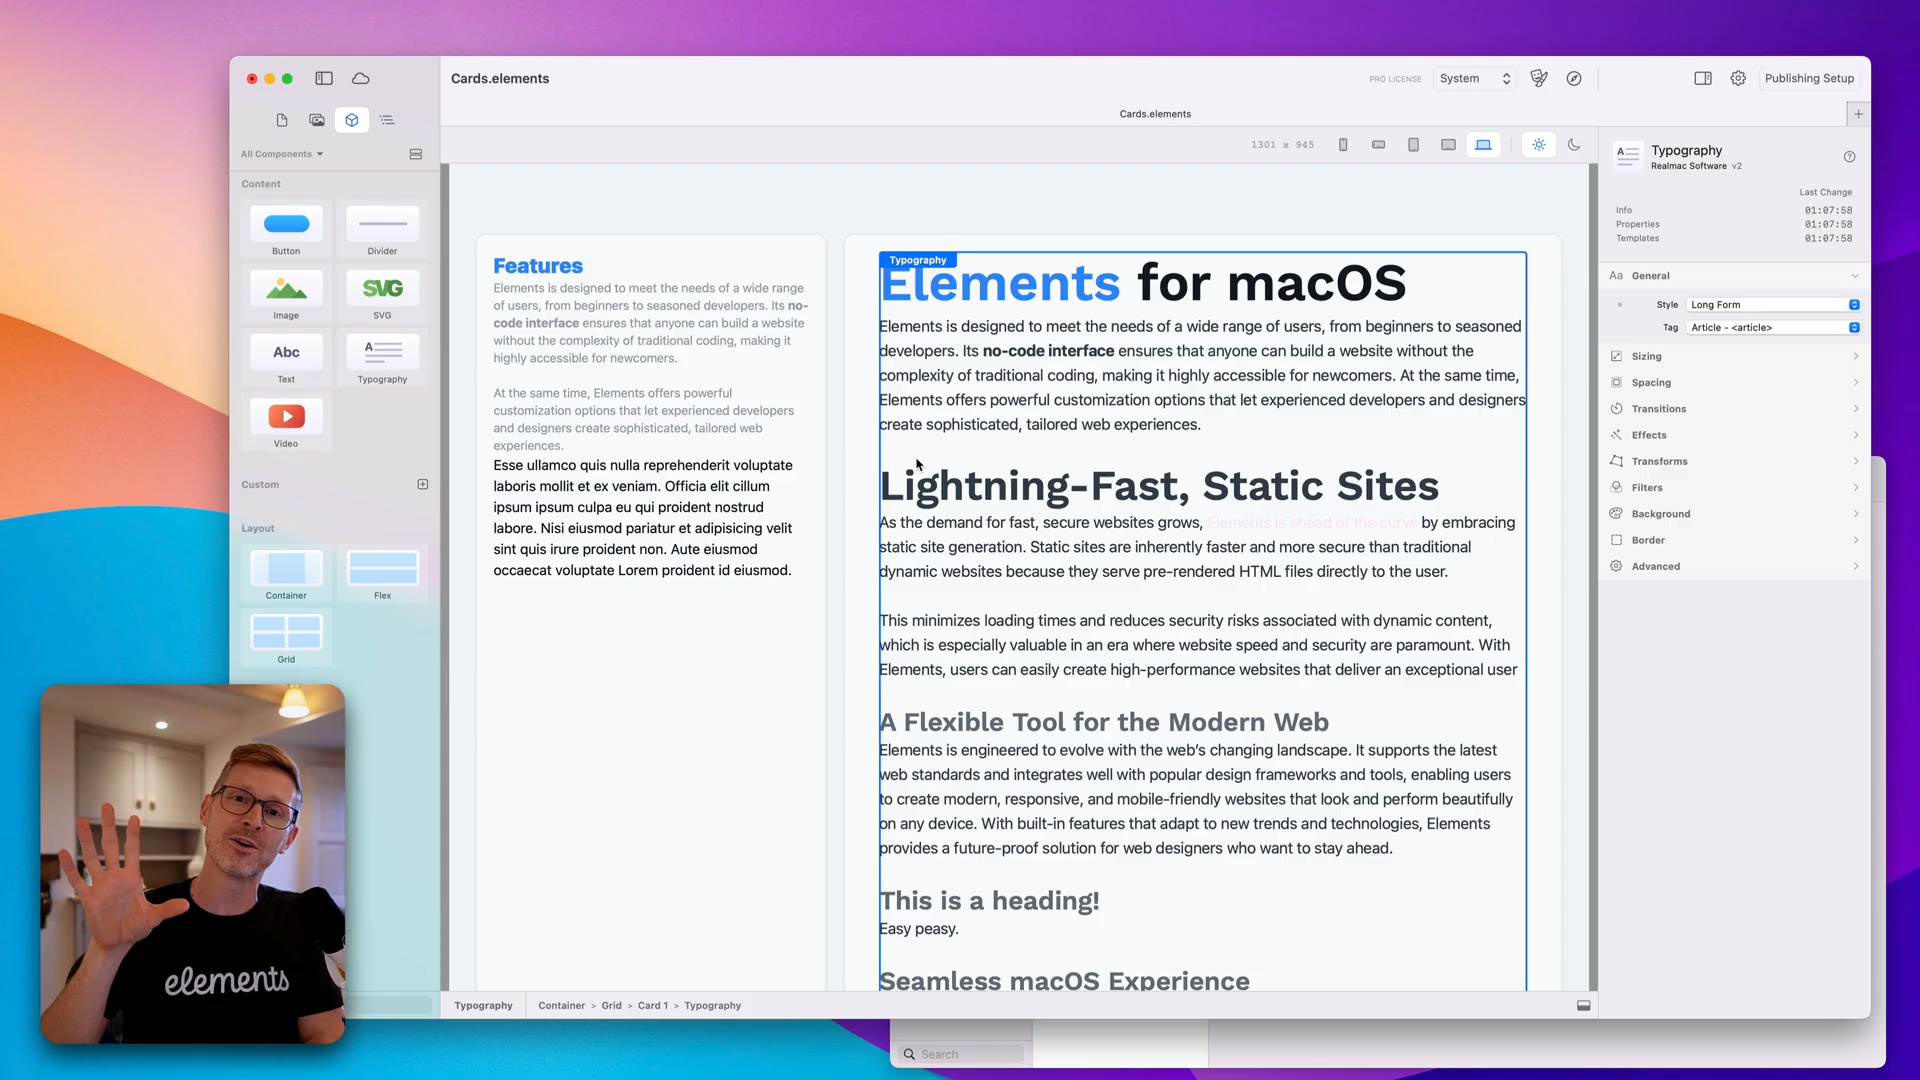 Cards.elements
PRO LICENSE
System
Publishing Setup
Cards.elements
All Components
1301 x 945
Content
Button
Divider
Image
SVG
SVG
Abc
Text
A
Typography
Video
Custom
Layout
Container
Flex
Grid
Features
Elements is designed to meet the needs of a wide range
of users, from beginners to seasoned developers. Its no-
code interface ensures that anyone can build a website
without the complexity of traditional coding, making it
highly accessible for newcomers.
At the same time, Elements offers powerful
customization options that let experienced developers
and designers create sophisticated, tailored web
experiences.
Esse ullamco quis nulla reprehenderit voluptate
laboris mollit et ex veniam. Officia elit cillum
ipsum ipsum culpa eu qui proident nostrud
labore. Nisi eiusmod pariatur et adipisicing velit
sint quis irure proident non. Aute eiusmod
occaecat voluptate Lorem proident id eiusmod.
Typography
Elements for macOS
Elements is designed to meet the needs of a wide range of users, from beginners to seasoned
developers. Its no-code interface ensures that anyone can build a website without the
complexity of traditional coding, making it highly accessible for newcomers. At the same time,
Elements offers powerful customization options that let experienced developers and designers
create sophisticated, tailored web experiences.
Lightning-Fast, Static Sites
As the demand for fast, secure websites grows, Elements is ahead of the curve by embracing
static site generation. Static sites are inherently faster and more secure than traditional
dynamic websites because they serve pre-rendered HTML files directly to the user.
This minimizes loading times and reduces security risks associated with dynamic content,
which is especially valuable in an era where website speed and security are paramount. With
Elements, users can easily create high-performance websites that deliver an exceptional user
A Flexible Tool for the Modern Web
Elements is engineered to evolve with the web's changing landscape. It supports the latest
web standards and integrates well with popular design frameworks and tools, enabling users
to create modern, responsive, and mobile-friendly websites that look and perform beautifully
on any device. With built-in features that adapt to new trends and technologies, Elements
provides a future-proof solution for web designers who want to stay ahead.
This is a heading!
Easy peasy.
Seamless macOS Experience
A
Typography
Realmac Software v2
Last Change
Info 01:07:58
Properties 01:07:58
Templates 01:07:58
Aa General
Style Long Form
Tag Article - <article>
Sizing
Spacing
Transitions
Effects
Transforms
Filters
Background
Border
Advanced
elements
Typography
Container > Grid > Card 1 > Typography
Search